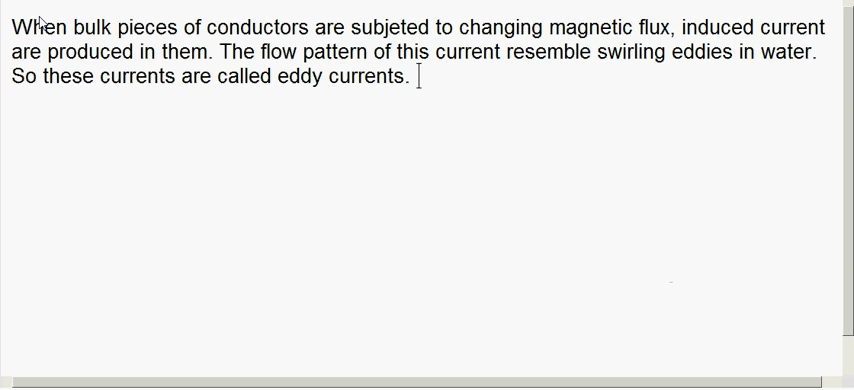 When bulk pieces of conductors are subjeted to changing magnetic flux, induced current
are produced in them. The flow pattern of this current resemble swirling eddies in water.
So these currents are called eddy currents.